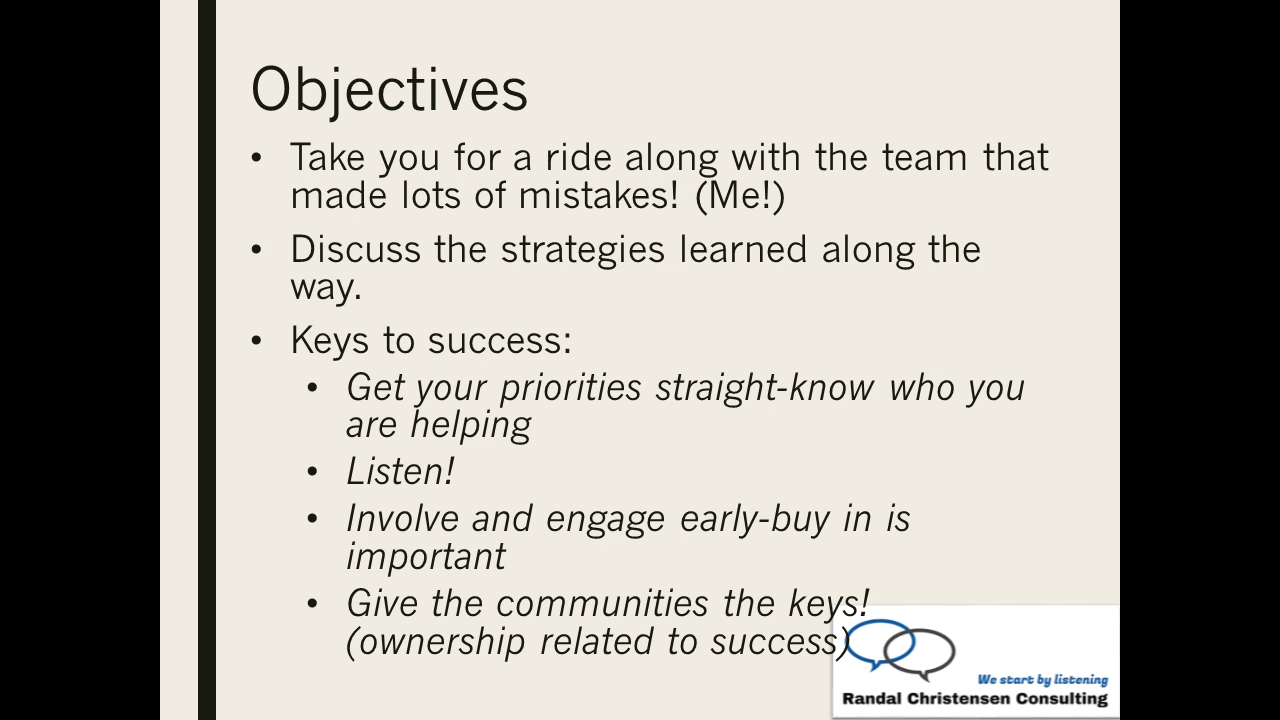 Objectives
• Take you for a ride along with the team that
made lots of mistakes! (Me!)
• Discuss the strategies learned along the
way.
• Keys to success:
• Get your priorities straight-know who you
are helping
• Listen!
• Involve and engage early-buy in is
important
• Give the communities the keys!
(ownership related to success)
We start by listening
Randal Christensen Consulting